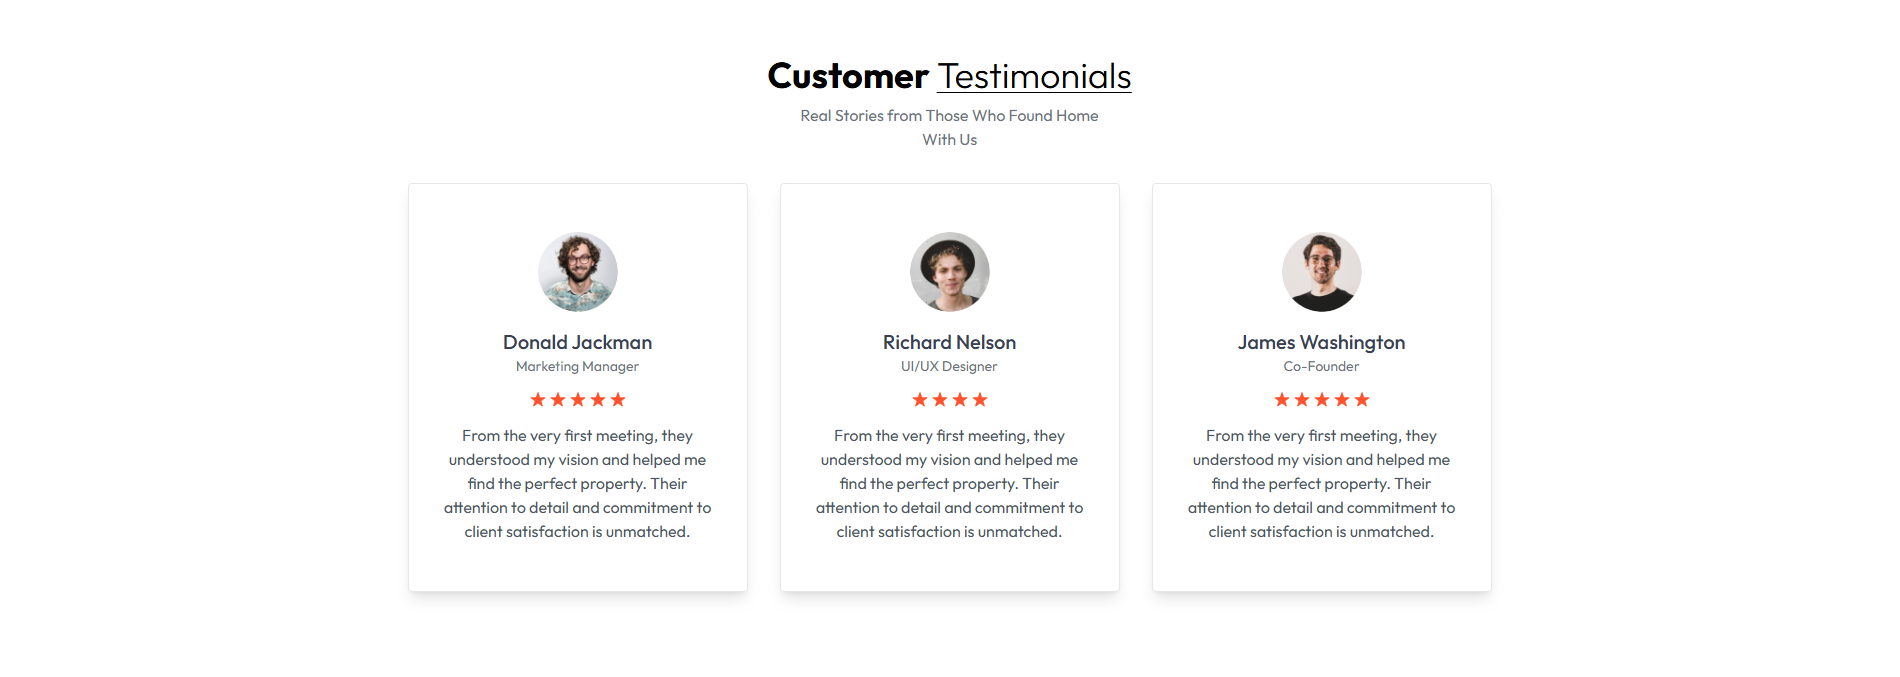 Customer Testimonials
Real Stories from Those Who Found Home
With Us
Donald Jackman
Marketing Manager
From the very first meeting, they
understood my vision and helped me
find the perfect property. Their
attention to detail and commitment to
client satisfaction is unmatched.
Richard Nelson
UI/UX Designer
From the very first meeting, they
understood my vision and helped me
find the perfect property. Their
attention to detail and commitment to
client satisfaction is unmatched.
James Washington
Co-Founder
From the very first meeting, they
understood my vision and helped me
find the perfect property. Their
attention to detail and commitment to
client satisfaction is unmatched.